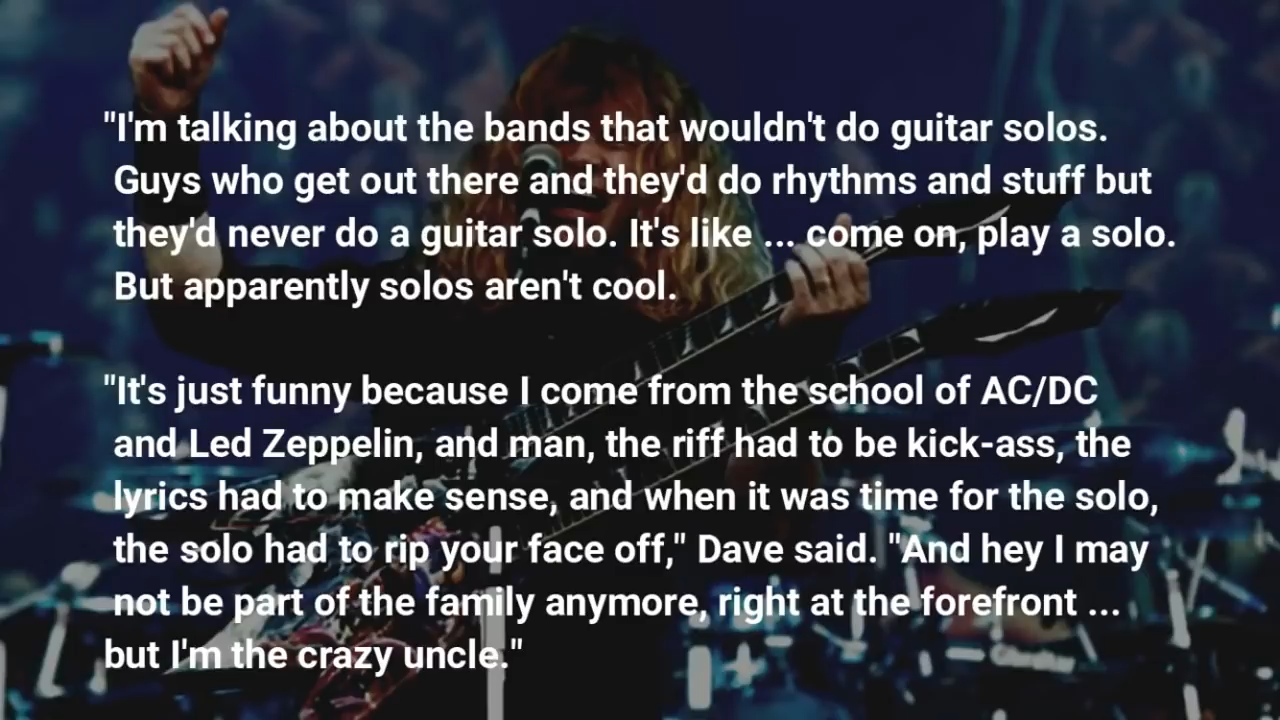 "I'm talking about the bands that wouldn't do guitar solos.
Guys who get out there and they'd do rhythms and stuff but
they'd never do a guitar solo. It's like ... come on, play a solo.
But apparently solos aren't cool.
"It's just funny because I come from the school of AC/DC
and Led Zeppelin, and man, the riff had to be kick-ass, the
lyrics had to make sense, and when it was time for the solo,
the solo had to rip your face off," Dave said. "And hey I may
not be part of the family anymore, right at the forefront ...
but I'm the crazy uncle."